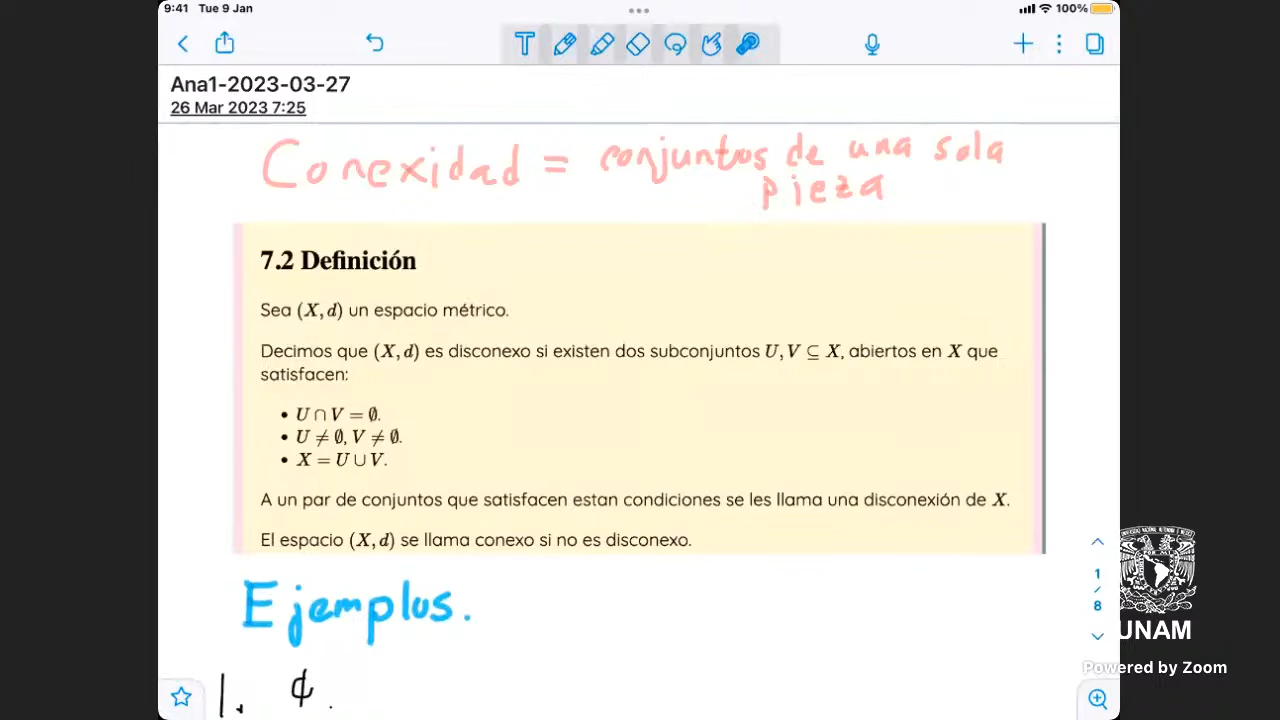 9:41 Tue 9 Jan
100%
Ana1-2023-03-27
26 Mar 2023 7:25
Conexidad = conjuntos de una sola
pieza
7.2 Definición
Sea (X, d) un espacio métrico.
Decimos que (X, d) es disconexo si existen dos subconjuntos U, V ⊆ X, abiertos en X que
satisfacen:
• U ∩ V = ∅.
• U ≠ ∅, V ≠ ∅.
• X = U ∪ V.
A un par de conjuntos que satisfacen estan condiciones se les llama una disconexión de X.
El espacio (X, d) se llama conexo si no es disconexo.
1
/
8
Ejemplos.
UNAM
Powered by Zoom
1. ϕ.